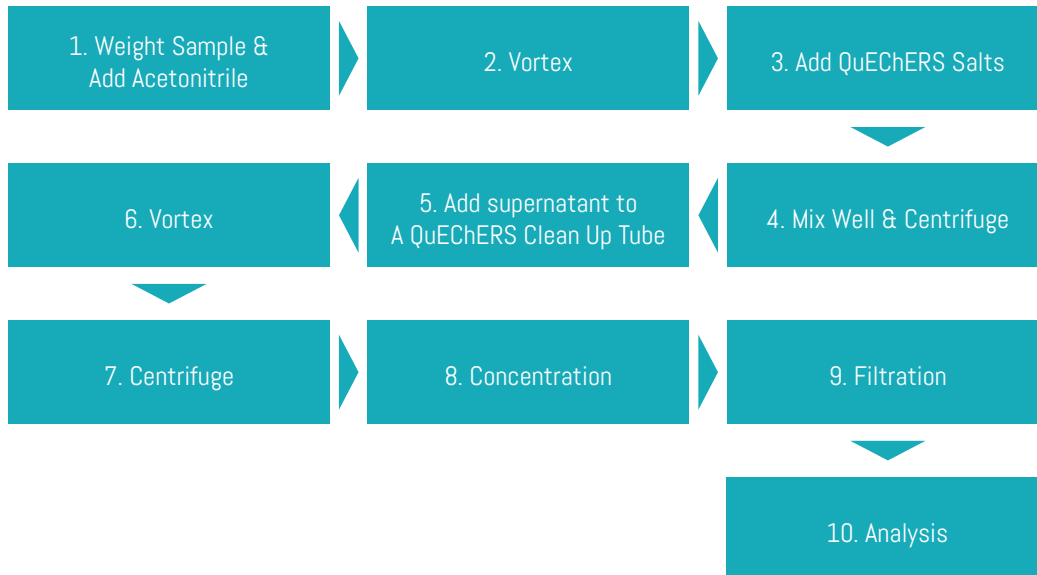 1. Weight Sample &
Add Acetonitrile
2. Vortex
3. Add QuEChERS Salts
4. Mix Well & Centrifuge
5. Add supernatant to
A QuEChERS Clean Up Tube
6. Vortex
7. Centrifuge
8. Concentration
9. Filtration
10. Analysis